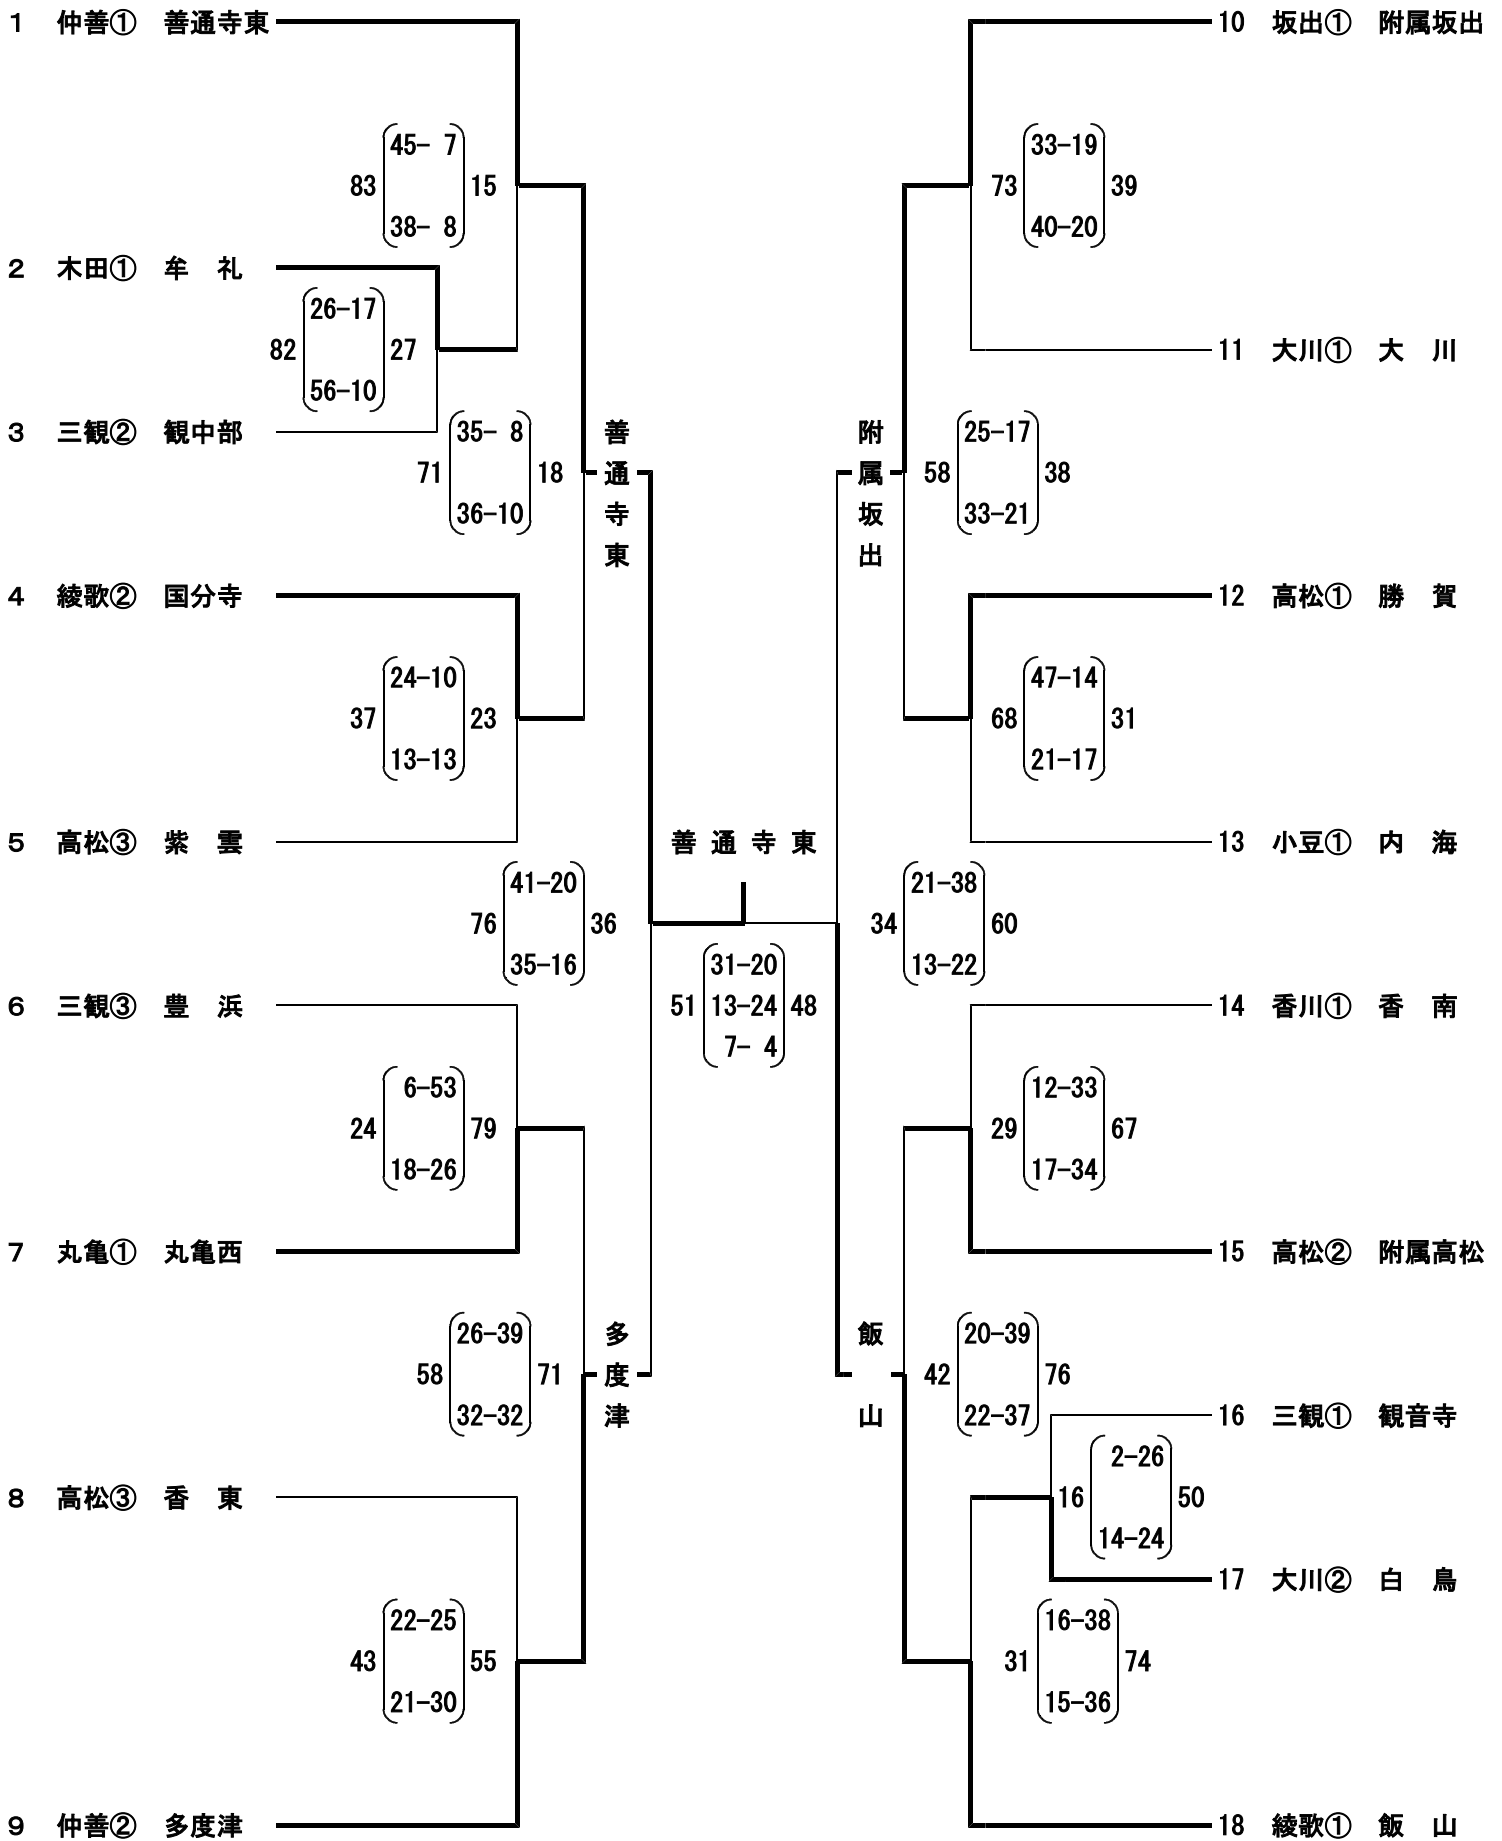 1 仲善① 善通寺東
45- 7
83 15
38- 8
2 木田① 牟 礼
26-17
82 27
56-10
3 三観② 観中部
35- 8
71 18
36-10
善通寺東
4 綾歌② 国分寺
24-10
37 23
13-13
5 高松③ 紫 雲
41-20
76 36
35-16
6 三観③ 豊 浜
6-53
24 79
18-26
7 丸亀① 丸亀西
26-39
58 71
32-32
多度津
8 高松③ 香 東
22-25
43 55
21-30
9 仲善② 多度津
善通寺東
31-20
51 13-24 48
7- 4
10 坂出① 附属坂出
33-19
73 39
40-20
11 大川① 大 川
附属坂出
25-17
58 38
33-21
12 高松① 勝 賀
47-14
68 31
21-17
13 小豆① 内 海
21-38
34 60
13-22
14 香川① 香 南
12-33
29 67
17-34
15 高松② 附属高松
飯 山
20-39
42 76
22-37
16 三観① 観音寺
2-26
16 50
14-24
17 大川② 白 鳥
16-38
31 74
15-36
18 綾歌① 飯 山